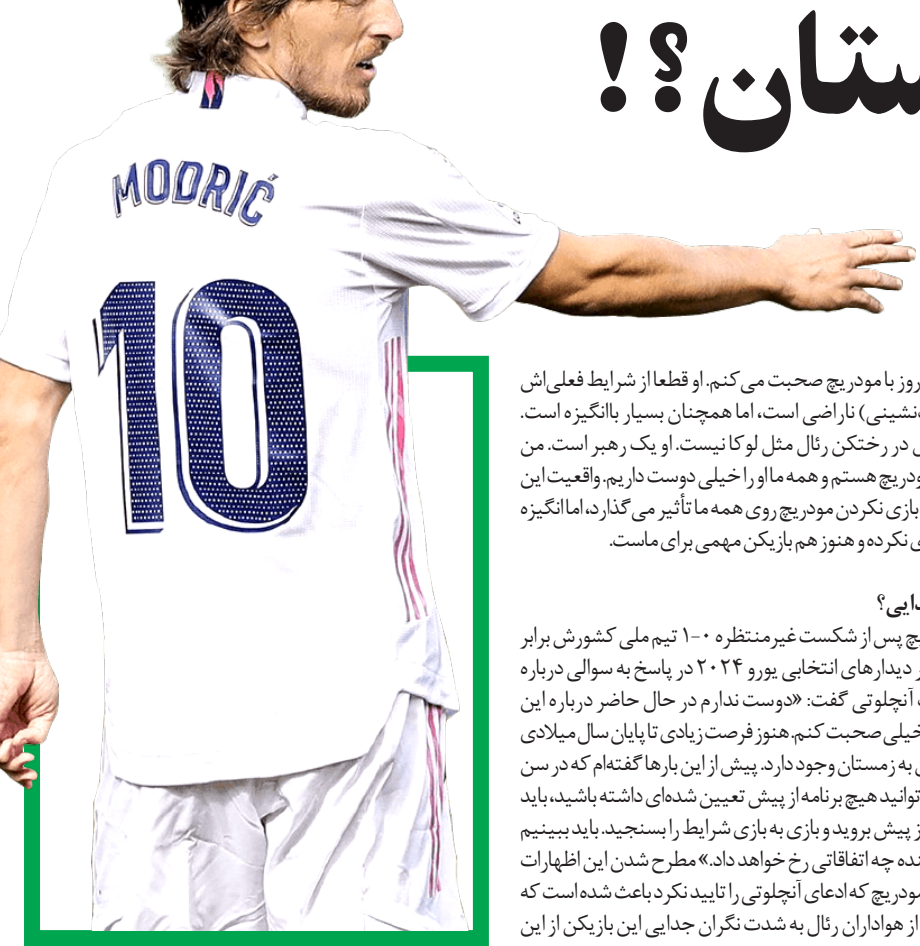 ستان؟!
MODRIĆ
10
روز با مودریچ صحبت می‌کنم. او قطعا از شرایط فعلی‌اش
نشینی) ناراضی است، اما همچنان بسیار باانگیزه است.
در رختکن رئال مثل لوکا نیست. او یک رهبر است. من
ودریچ هستم و همه ما او را خیلی دوست داریم. واقعیت این
بازی نکردن مودریچ روی همه ما تأثیر می‌گذارد، اما انگیزه
ی نکرده و هنوز هم بازیکن مهمی برای ماست.
دایی؟
یچ پس از شکست غیرمنتظره ۰-۱ تیم ملی کشورش برابر
ر دیدارهای انتخابی یورو ۲۰۲۴ در پاسخ به سوالی درباره
آنچلوتی گفت: «دوست ندارم در حال حاضر درباره این
خیلی صحبت کنم. هنوز فرصت زیادی تا پایان سال میلادی
به زمستان وجود دارد. پیش از این بارها گفته‌ام که در سن
توانید هیچ برنامه از پیش تعیین شده‌ای داشته باشید، باید
ز پیش بروید و بازی به بازی شرایط را بسنجید. باید ببینیم
نده چه اتفاقاتی رخ خواهد داد.» مطرح شدن این اظهارات
مودریچ که ادعای آنچلوتی را تایید نکرد باعث شده است که
از هواداران رئال به شدت نگران جدایی این بازیکن از این